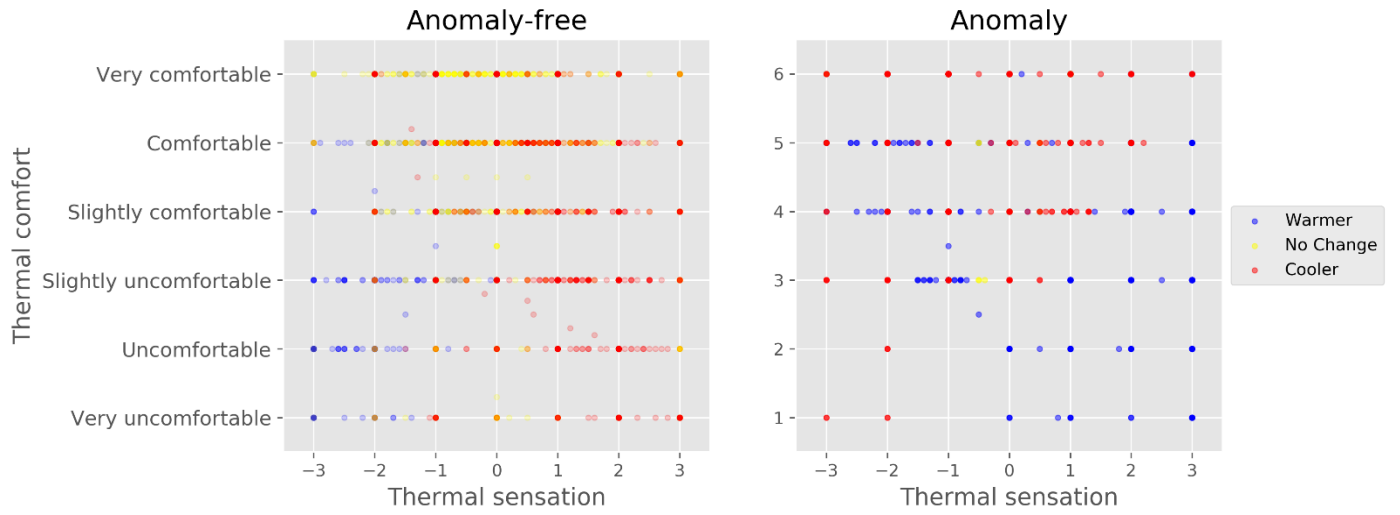 Anomaly-free
Anomaly
Thermal comfort
Very comfortable
Comfortable
Slightly comfortable
Slightly uncomfortable
Uncomfortable
Very uncomfortable
−3 −2 −1 0 1 2 3
Thermal sensation
6
5
4
3
2
1
−3 −2 −1 0 1 2 3
Thermal sensation
Warmer
No Change
Cooler